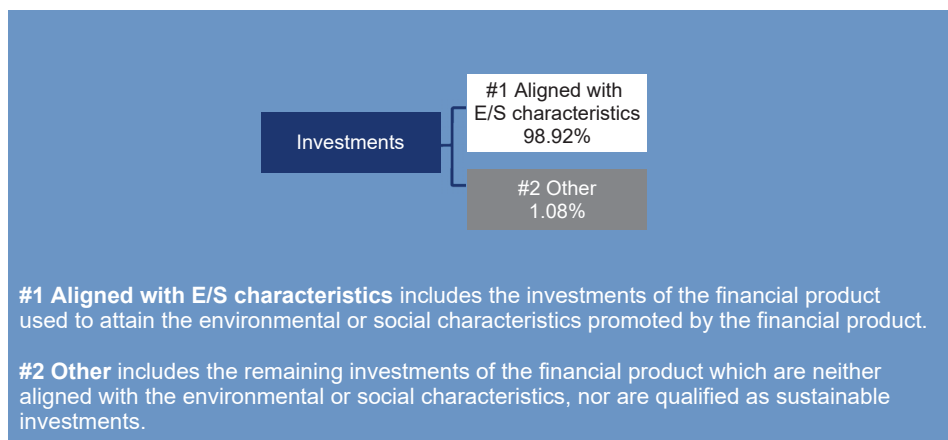 #1 Aligned with
E/S characteristics
98.92%
Investments
#2 Other
1.08%
#1 Aligned with E/S characteristics includes the investments of the financial product
used to attain the environmental or social characteristics promoted by the financial product.
#2 Other includes the remaining investments of the financial product which are neither
aligned with the environmental or social characteristics, nor are qualified as sustainable
investments.